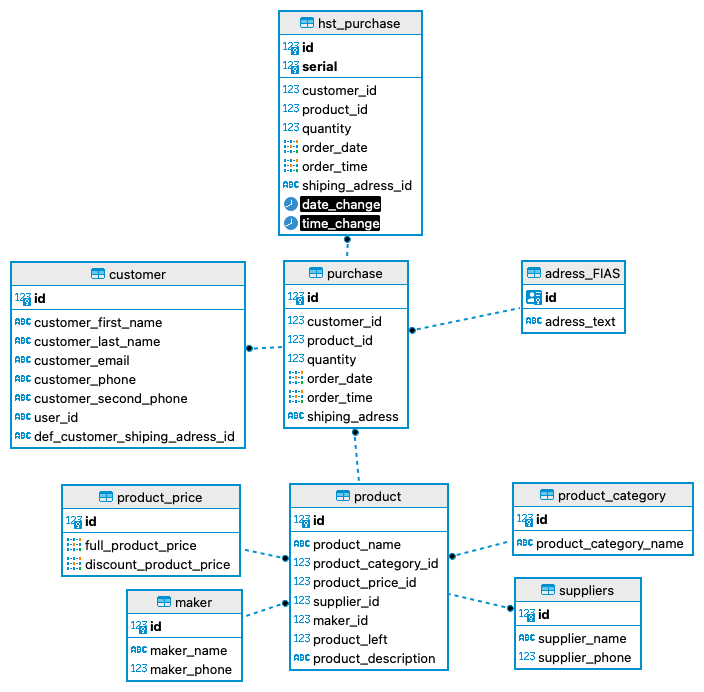 hst_purchase
123 id
123 serial
123 customer_id
123 product_id
123 quantity
order_date
order_time
ABC shiping_adress_id
date_change
time_change
customer
123 id
ABC customer_first_name
ABC customer_last_name
ABC customer_email
ABC customer_phone
ABC customer_second_phone
ABC user_id
ABC def_customer_shiping_adress_id
purchase
123 id
123 customer_id
123 product_id
123 quantity
order_date
order_time
ABC shiping_adress
adress_FIAS
id
ABC adress_text
product_price
123 id
full_product_price
discount_product_price
maker
123 id
ABC maker_name
123 maker_phone
product
123 id
ABC product_name
123 product_category_id
123 product_price_id
123 supplier_id
123 maker_id
123 product_left
ABC product_description
product_category
123 id
ABC product_category_name
suppliers
123 id
ABC supplier_name
123 supplier_phone